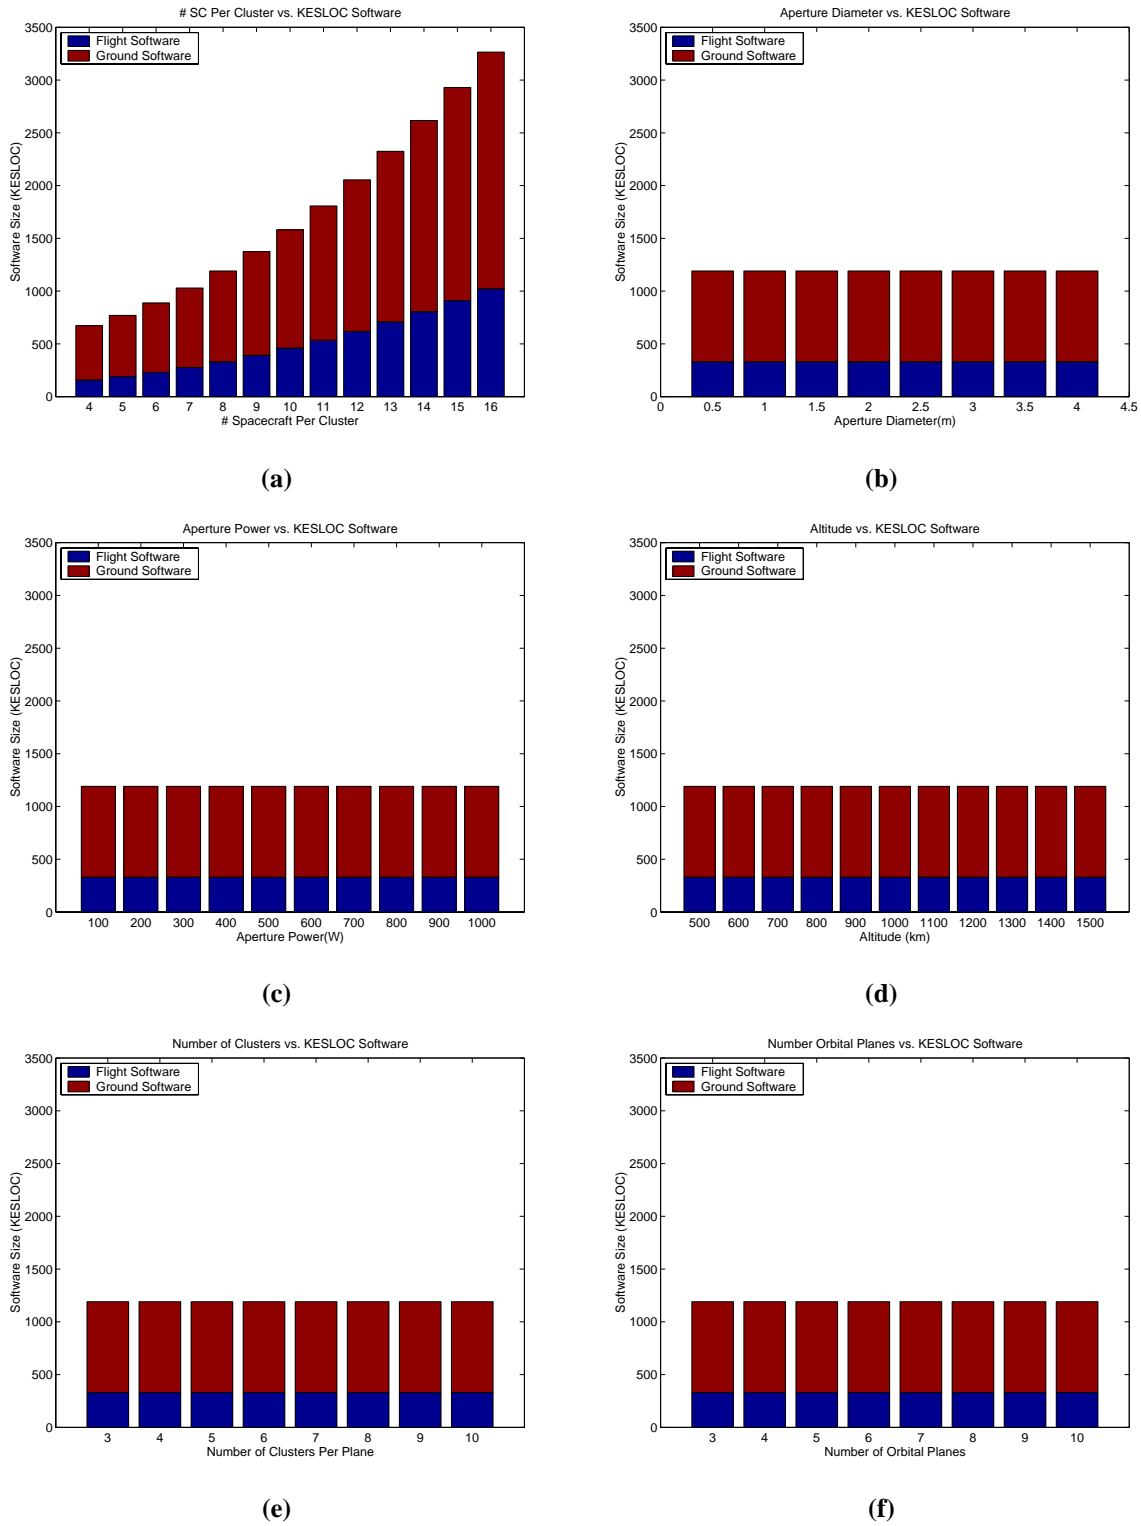 # SC Per Cluster vs. KESLOC Software
3500
3000
2500
2000
1500
1000
500
0
Software Size (KESLOC)
Flight Software
Ground Software
4 5 6 7 8 9 10 11 12 13 14 15 16
# Spacecraft Per Cluster
(a)
Aperture Diameter vs. KESLOC Software
3500
3000
2500
2000
1500
1000
500
0
Software Size (KESLOC)
Flight Software
Ground Software
0 0.5 1 1.5 2 2.5 3 3.5 4 4.5
Aperture Diameter(m)
(b)
Aperture Power vs. KESLOC Software
3500
3000
2500
2000
1500
1000
500
0
Software Size (KESLOC)
Flight Software
Ground Software
100 200 300 400 500 600 700 800 900 1000
Aperture Power(W)
(c)
Altitude vs. KESLOC Software
3500
3000
2500
2000
1500
1000
500
0
Software Size (KESLOC)
Flight Software
Ground Software
500 600 700 800 900 1000 1100 1200 1300 1400 1500
Altitude (km)
(d)
Number of Clusters vs. KESLOC Software
3500
3000
2500
2000
1500
1000
500
0
Software Size (KESLOC)
Flight Software
Ground Software
3 4 5 6 7 8 9 10
Number of Clusters Per Plane
(e)
Number Orbital Planes vs. KESLOC Software
3500
3000
2500
2000
1500
1000
500
0
Software Size (KESLOC)
Flight Software
Ground Software
3 4 5 6 7 8 9 10
Number of Orbital Planes
(f)